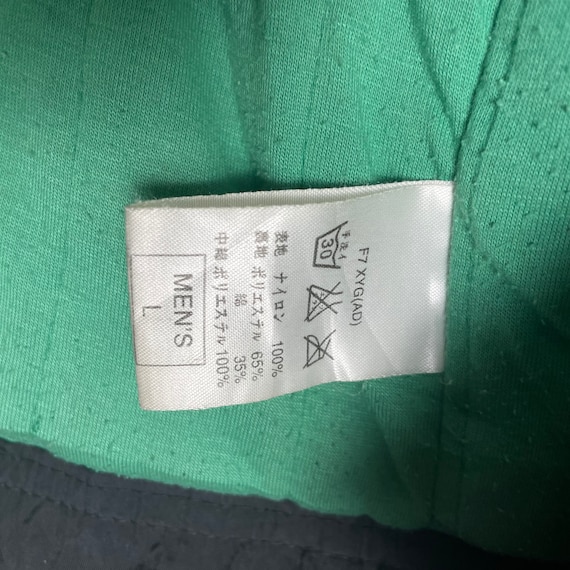 F7 XYG(AD)
手洗イ
30
表地 ナイロン 100%
裏地 ポリエステル 65%
綿 35%
中綿 ポリエステル 100%
MEN'S
L